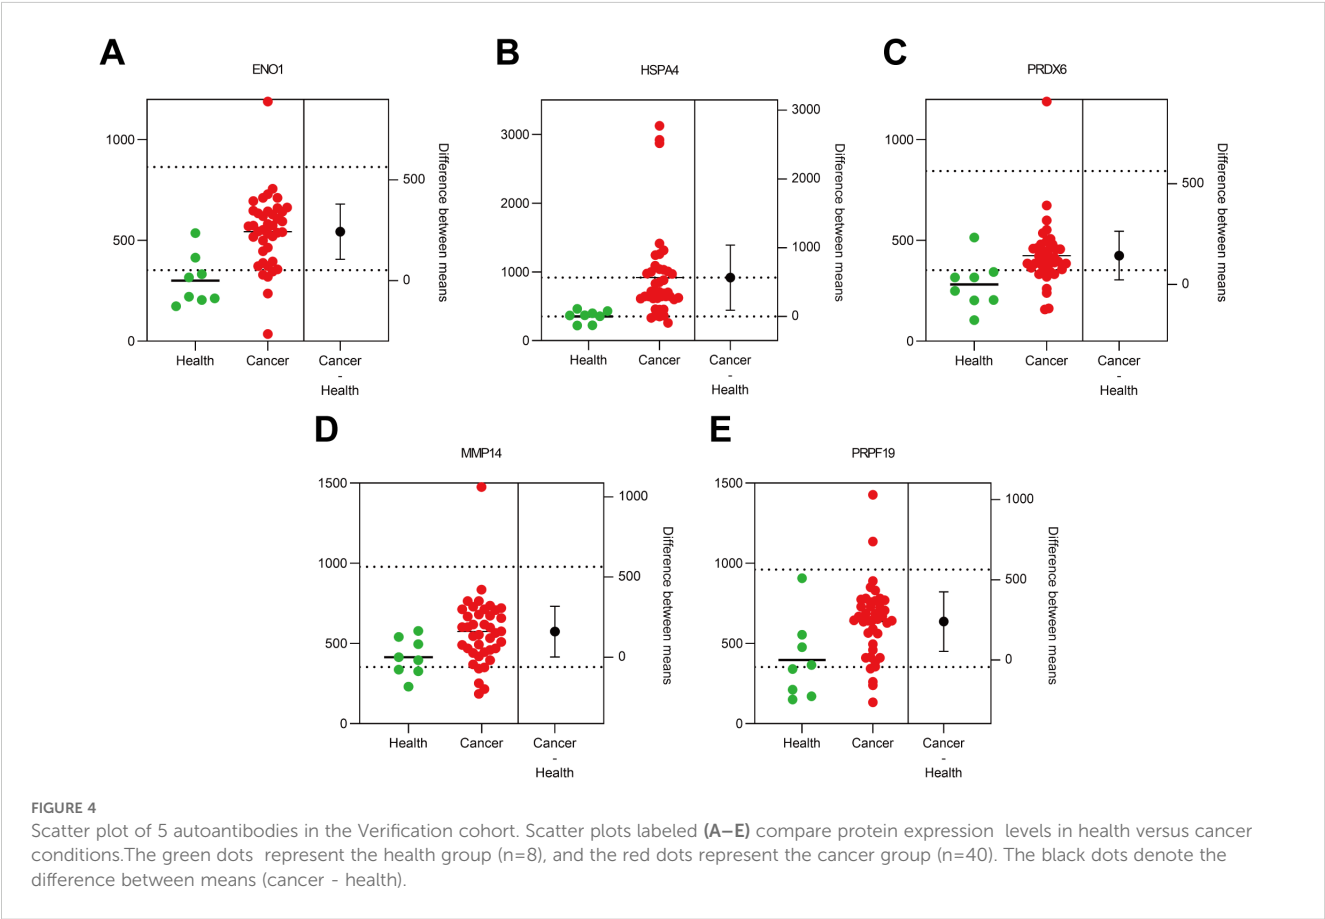 A
ENO1
1000
500
0
500
0
Difference between means
Health
Cancer
Cancer
-
Health
B
HSPA4
3000
2000
1000
0
3000
2000
1000
0
Difference between means
Health
Cancer
Cancer
-
Health
C
PRDX6
1000
500
0
500
0
Difference between means
Health
Cancer
Cancer
-
Health
D
MMP14
1500
1000
500
0
1000
500
0
Difference between means
Health
Cancer
Cancer
-
Health
E
PRPF19
1500
1000
500
0
1000
500
0
Difference between means
Health
Cancer
Cancer
-
Health
FIGURE 4
Scatter plot of 5 autoantibodies in the Verification cohort. Scatter plots labeled (A–E) compare protein expression levels in health versus cancer
conditions.The green dots represent the health group (n=8), and the red dots represent the cancer group (n=40). The black dots denote the
difference between means (cancer - health).